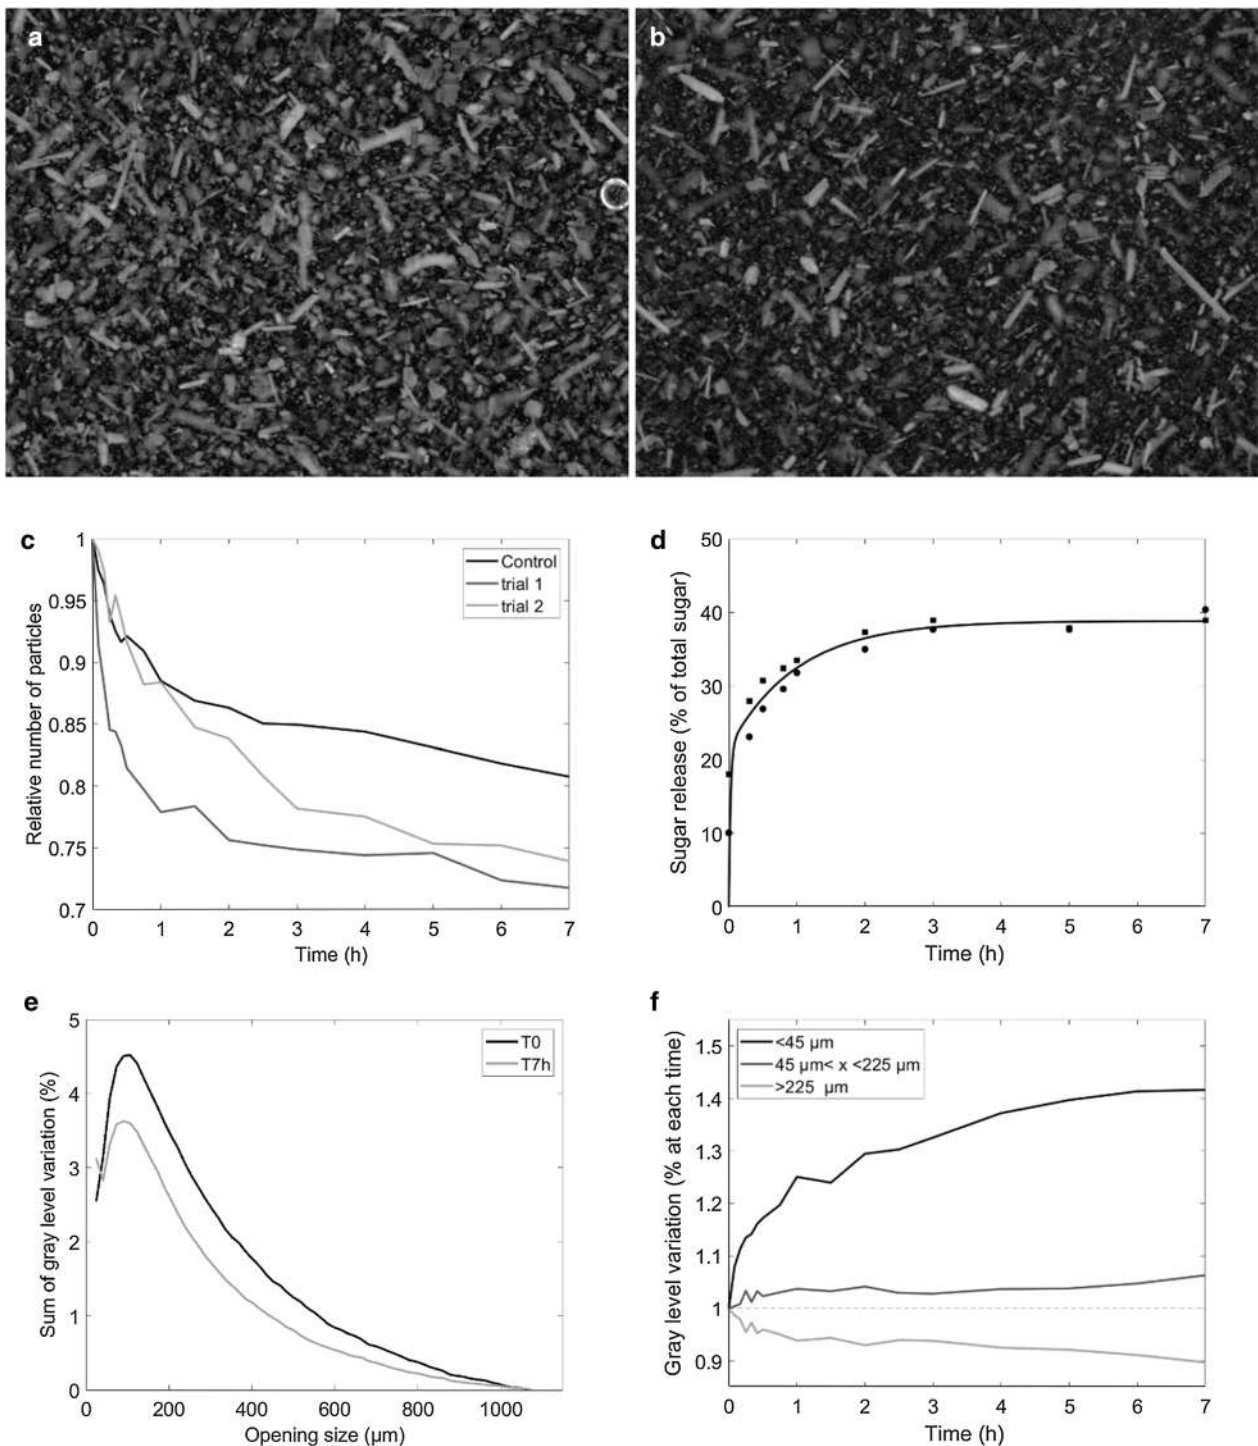 a
b
c
1
0.95
0.9
0.85
0.8
0.75
0.7
Relative number of particles
Control
trial 1
trial 2
0 1 2 3 4 5 6 7
Time (h)
d
50
40
30
20
10
0
Sugar release (% of total sugar)
0 1 2 3 4 5 6 7
Time (h)
e
5
4
3
2
1
0
Sum of gray level variation (%)
T0
T7h
0 200 400 600 800 1000
Opening size (µm)
f
1.5
1.4
1.3
1.2
1.1
1
0.9
Gray level variation (% at each time)
<45 µm
45 µm< x <225 µm
>225 µm
0 1 2 3 4 5 6 7
Time (h)